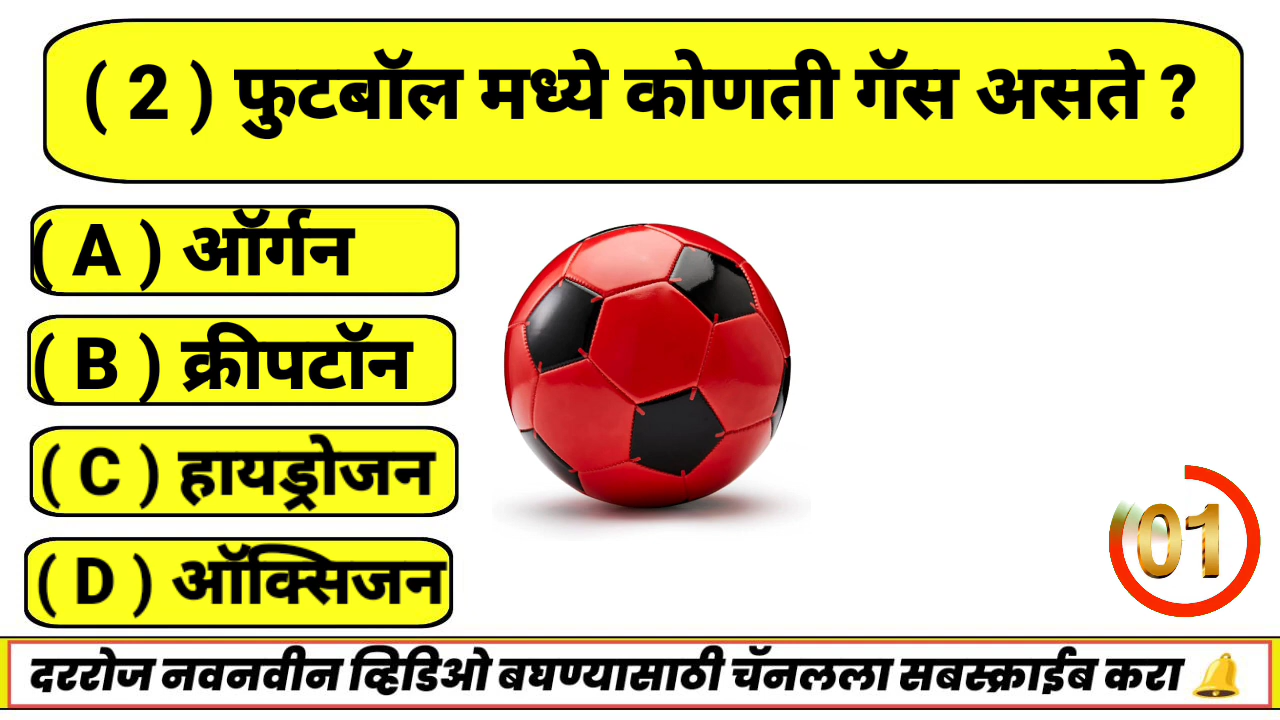 ( 2 ) फुटबॉल मध्ये कोणती गॅस असते ?
( A ) ऑर्गन
( B ) क्रीपटॉन
( C ) हायड्रोजन
( D ) ऑक्सिजन
01
दररोज नवनवीन व्हिडिओ बघण्यासाठी चॅनलला सबस्क्राईब करा